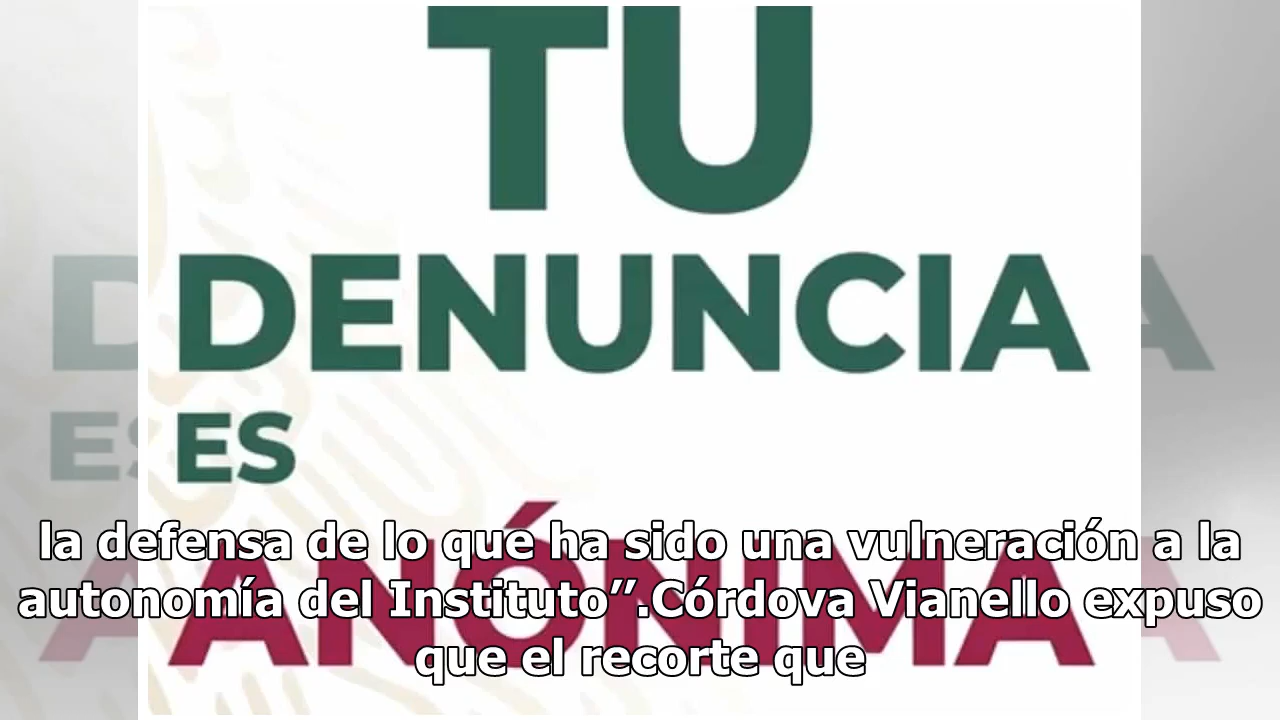 TU
DENUNCIA
ES
ANÓNIMA
la defensa de lo que ha sido una vulneración a la
autonomía del Instituto”.Córdova Vianello expuso
que el recorte que